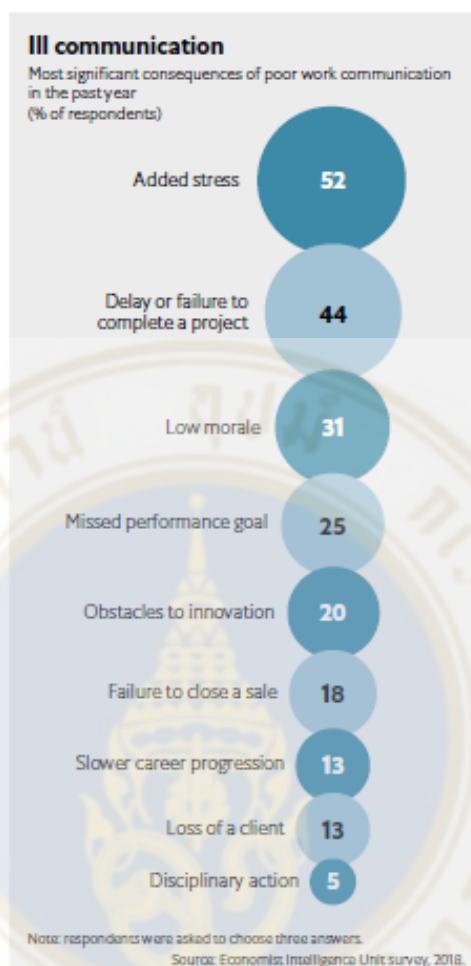 Ill communication
Most significant consequences of poor work communication
in the past year
(% of respondents)
Added stress
52
Delay or failure to
complete a project
44
Low morale
31
Missed performance goal
25
Obstacles to innovation
20
Failure to close a sale
18
Slower career progression
13
Loss of a client
13
Disciplinary action
5
Note: respondents were asked to choose three answers.
Source: Economist Intelligence Unit survey, 2018.